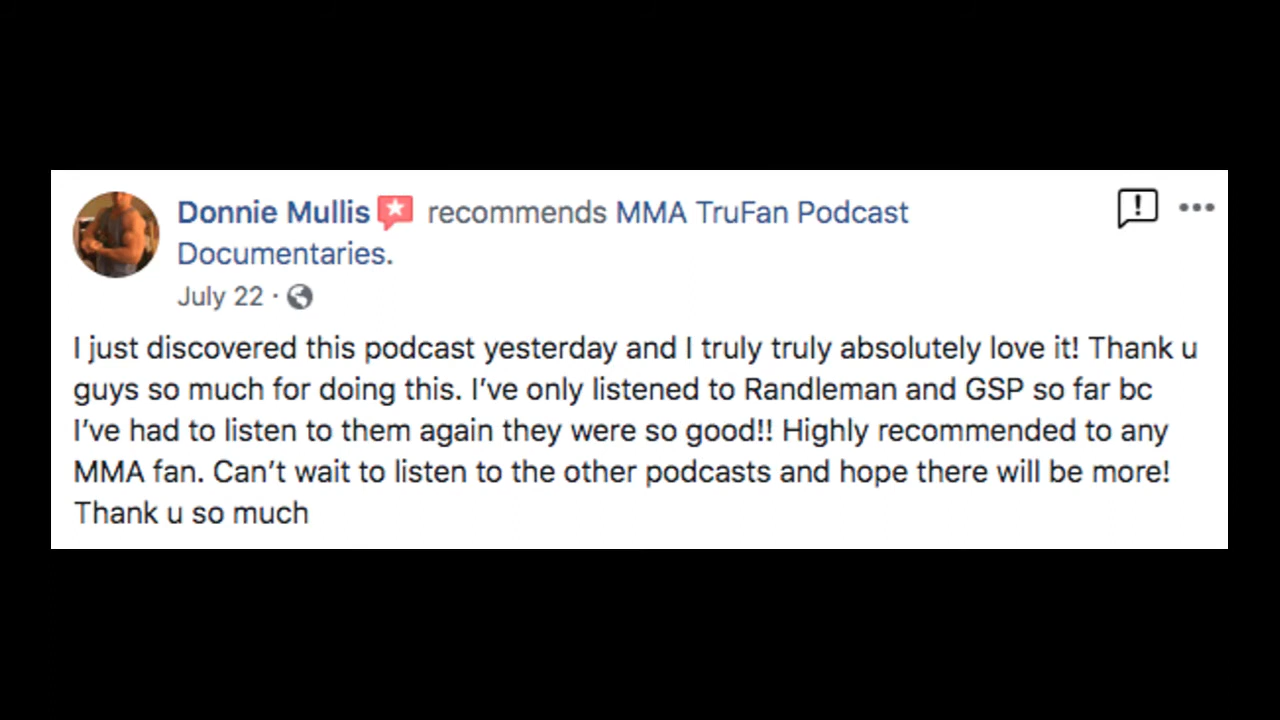 Donnie Mullis recommends MMA TruFan Podcast
Documentaries.
July 22 ·
I just discovered this podcast yesterday and I truly truly absolutely love it! Thank u
guys so much for doing this. I've only listened to Randleman and GSP so far bc
I've had to listen to them again they were so good!! Highly recommended to any
MMA fan. Can't wait to listen to the other podcasts and hope there will be more!
Thank u so much